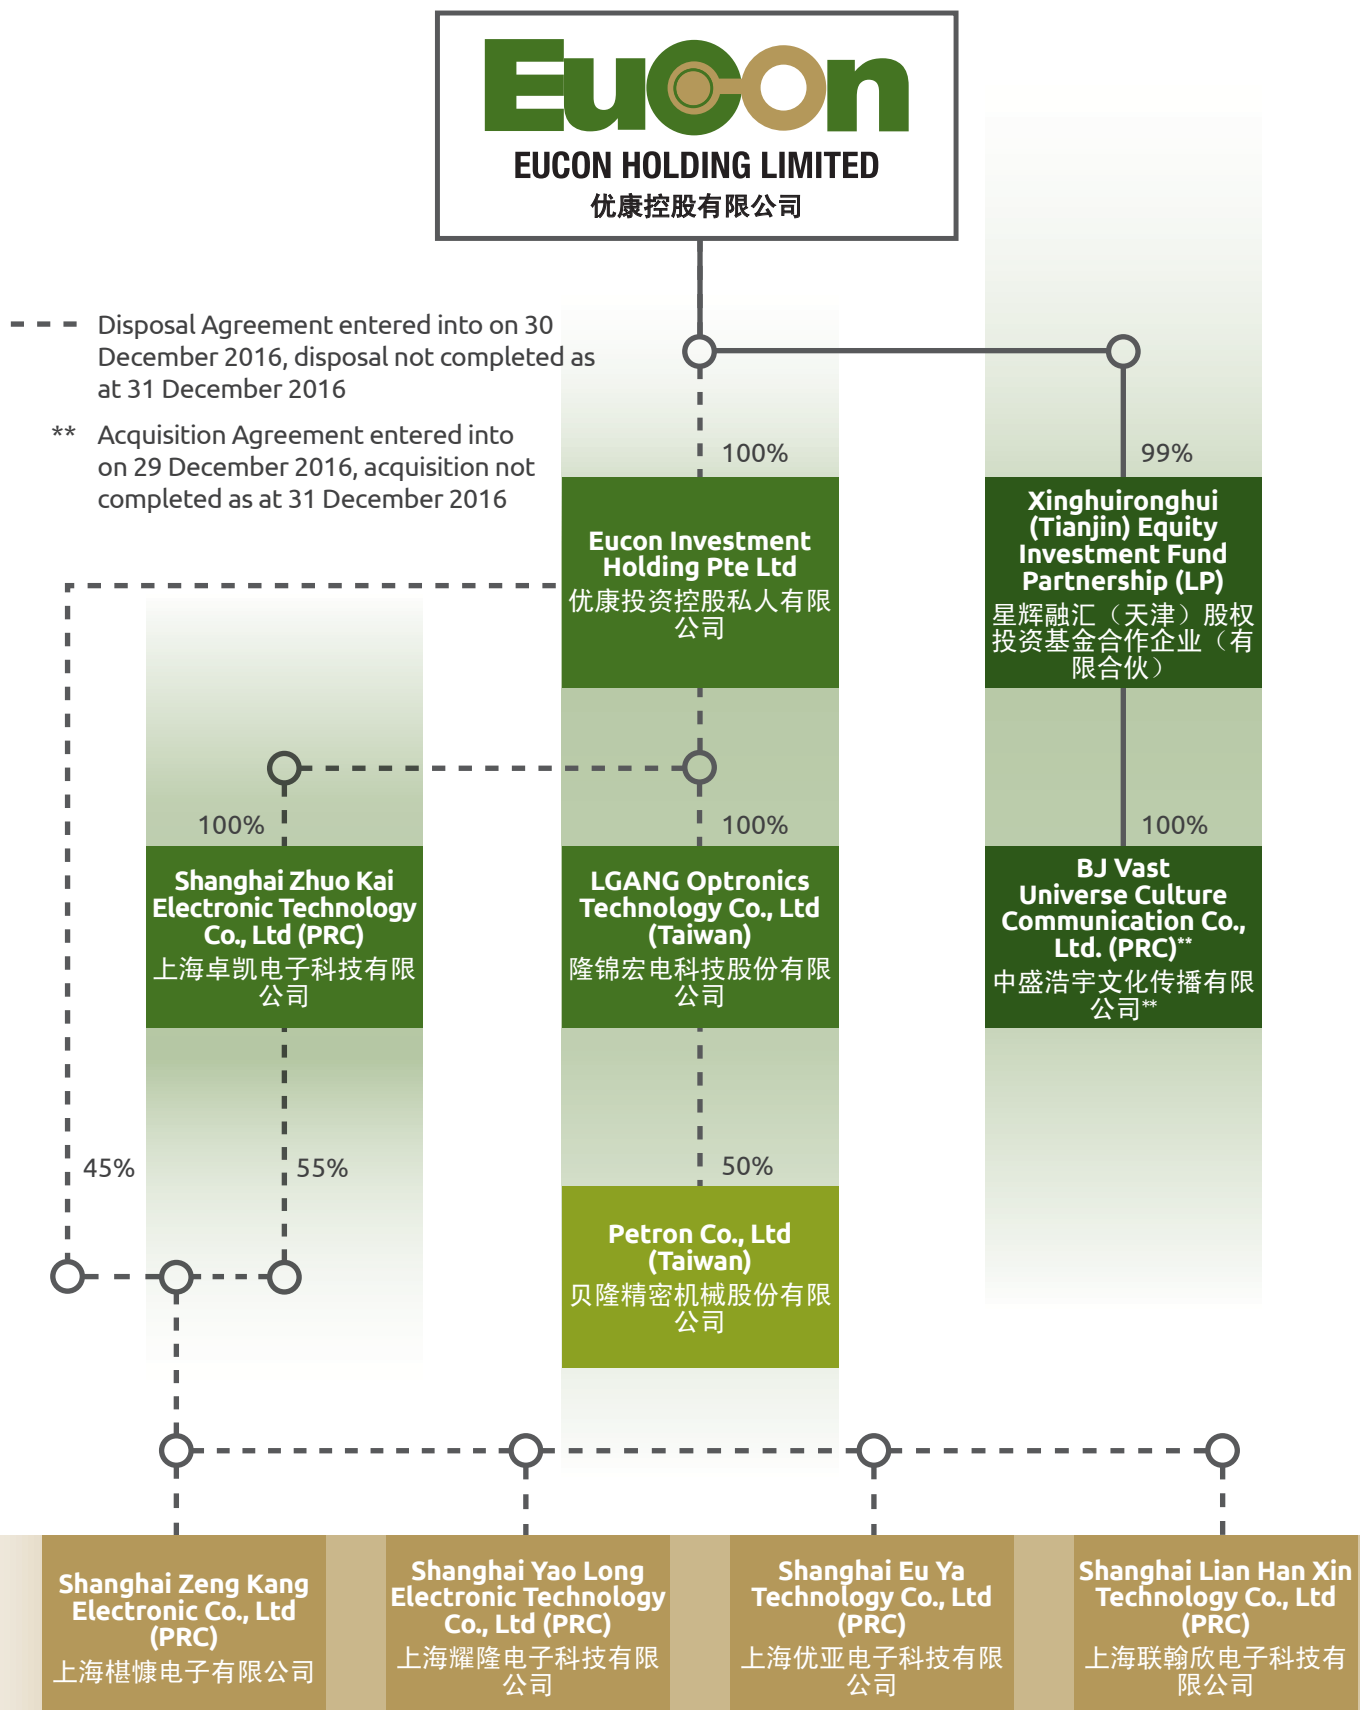 EuCon
EUCON HOLDING LIMITED
优康控股有限公司
Disposal Agreement entered into on 30
December 2016, disposal not completed as
at 31 December 2016
** Acquisition Agreement entered into
on 29 December 2016, acquisition not
completed as at 31 December 2016
100%
99%
Eucon Investment
Holding Pte Ltd
优康投资控股私人有限
公司
Xinghuironghui
(Tianjin) Equity
Investment Fund
Partnership (LP)
星辉融汇（天津）股权
投资基金合作企业（有
限合伙）
100%
100%
100%
Shanghai Zhuo Kai
Electronic Technology
Co., Ltd (PRC)
上海卓凯电子科技有限
公司
LGANG Optronics
Technology Co., Ltd
(Taiwan)
隆锦宏电科技股份有限
公司
BJ Vast
Universe Culture
Communication Co.,
Ltd. (PRC)**
中盛浩宇文化传播有限
公司**
45%
55%
50%
Petron Co., Ltd
(Taiwan)
贝隆精密机械股份有限
公司
Shanghai Zeng Kang
Electronic Co., Ltd
(PRC)
上海椹慷电子有限公司
Shanghai Yao Long
Electronic Technology
Co., Ltd (PRC)
上海耀隆电子科技有限
公司
Shanghai Eu Ya
Technology Co., Ltd
(PRC)
上海优亚电子科技有限
公司
Shanghai Lian Han Xin
Technology Co., Ltd
(PRC)
上海联翰欣电子科技有
限公司